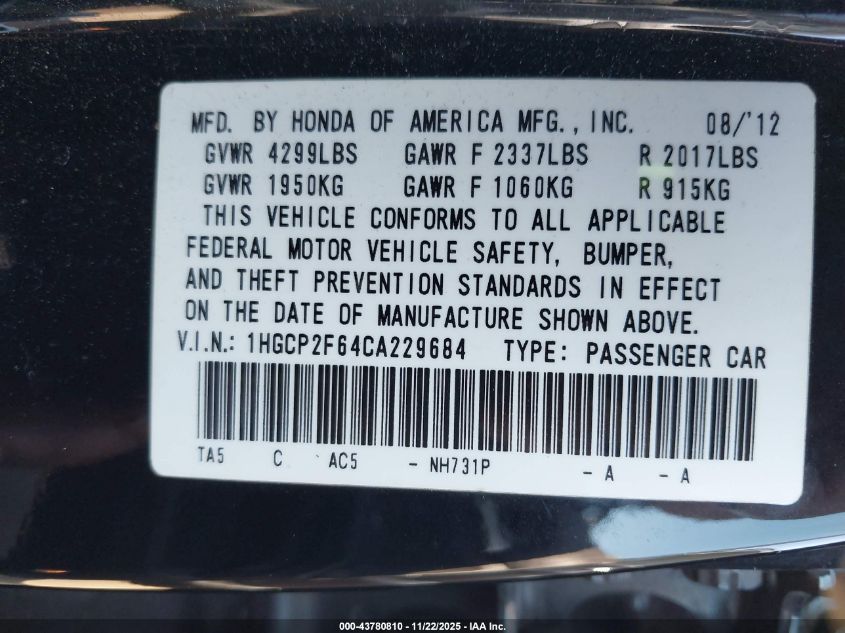 MFD. BY HONDA OF AMERICA MFG., INC. 08/'12
GVWR 4299LBS GAWR F 2337LBS R 2017LBS
GVWR 1950KG GAWR F 1060KG R 915KG
THIS VEHICLE CONFORMS TO ALL APPLICABLE
FEDERAL MOTOR VEHICLE SAFETY, BUMPER,
AND THEFT PREVENTION STANDARDS IN EFFECT
ON THE DATE OF MANUFACTURE SHOWN ABOVE.
V.I.N.: 1HGCP2F64CA229684 TYPE: PASSENGER CAR
TA5 C AC5 - NH731P - A - A
000-43780810 - 11/22/2025 - IAA Inc.